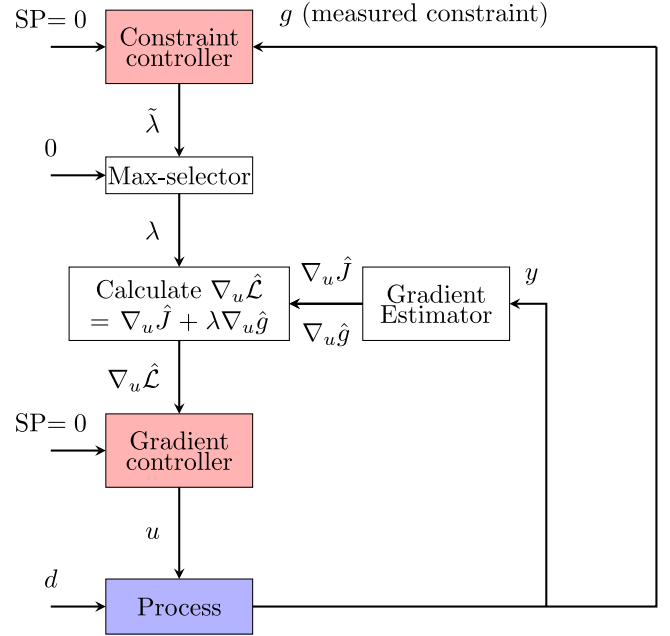 SP= 0
g (measured constraint)
Constraint
controller
λ̃
0
Max-selector
λ
Calculate ∇ᵤℒ̂
= ∇ᵤĴ + λ∇ᵤĝ
∇ᵤĴ
∇ᵤĝ
Gradient
Estimator
y
∇ᵤℒ̂
SP= 0
Gradient
controller
u
d
Process